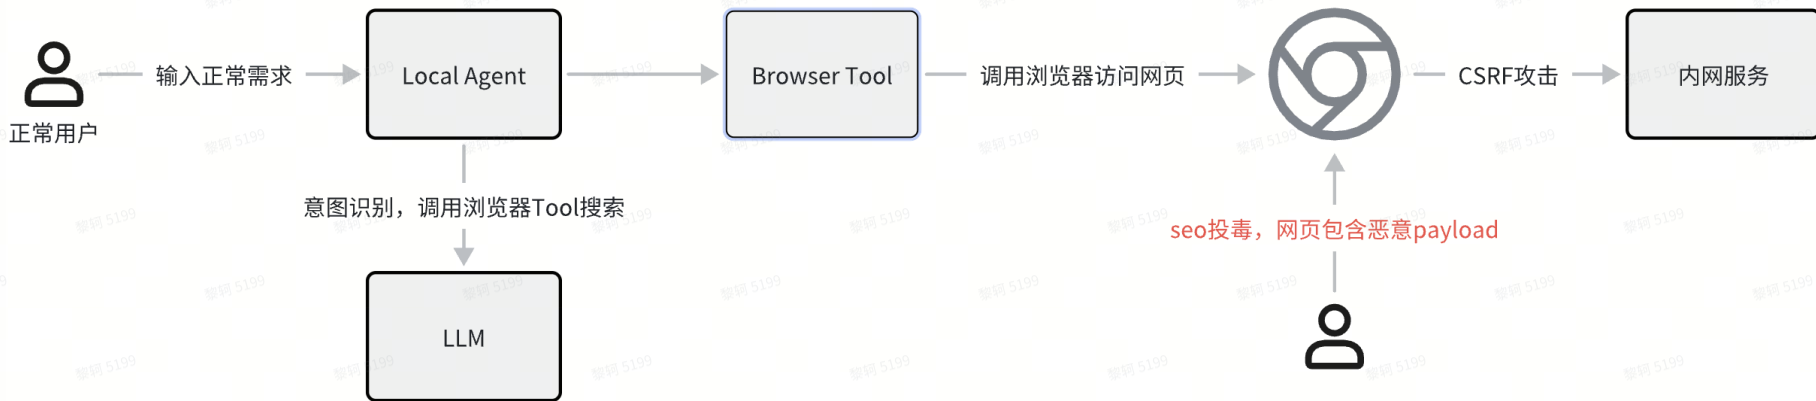 输入正常需求
Local Agent
Browser Tool
调用浏览器访问网页
CSRF攻击
内网服务
正常用户
意图识别，调用浏览器Tool搜索
seo投毒，网页包含恶意payload
LLM
黎轲 5199